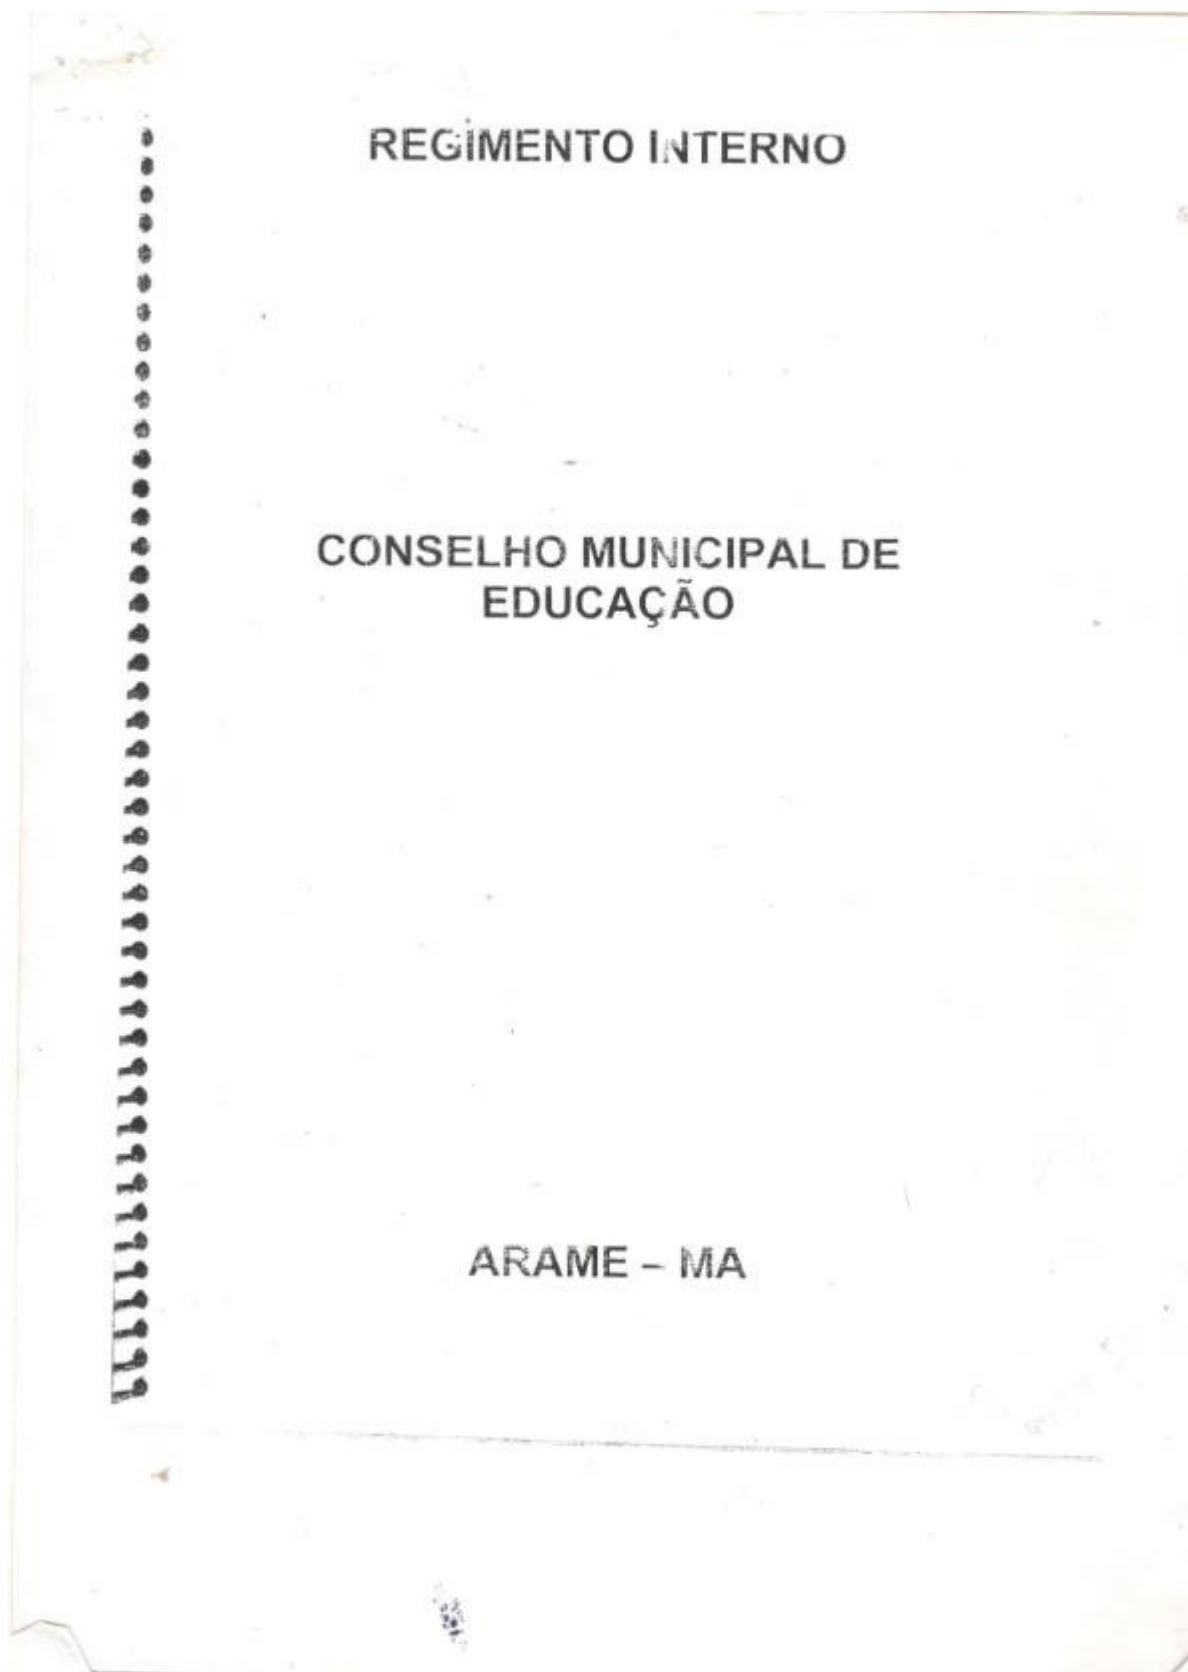 REGIMENTO INTERNO
CONSELHO MUNICIPAL DE
EDUCAÇÃO
ARAME – MA